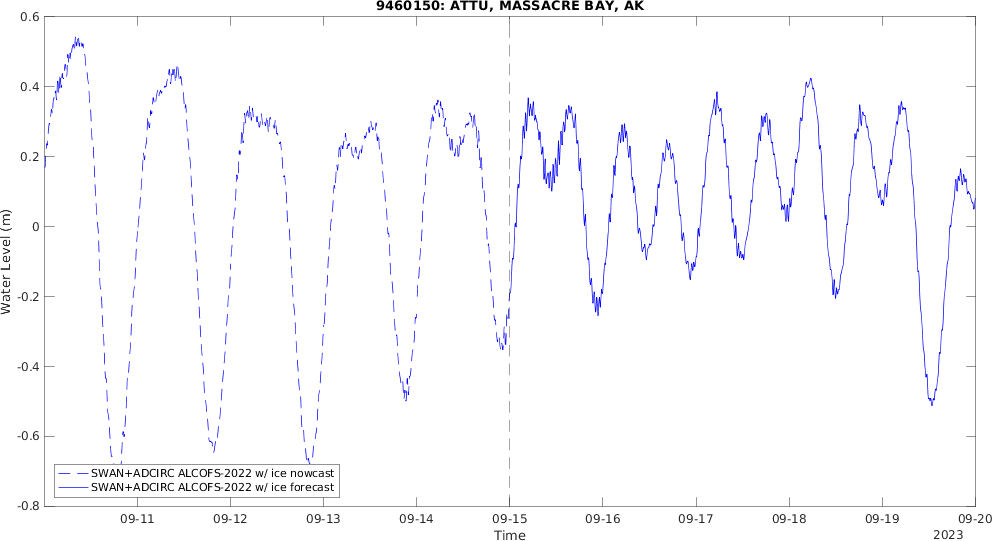 9460150: ATTU, MASSACRE BAY, AK
0.6
0.4
0.2
0
-0.2
-0.4
-0.6
-0.8
Water Level (m)
SWAN+ADCIRC ALCOFS-2022 w/ ice nowcast
SWAN+ADCIRC ALCOFS-2022 w/ ice forecast
09-11 09-12 09-13 09-14 09-15 09-16 09-17 09-18 09-19 09-20
Time
2023